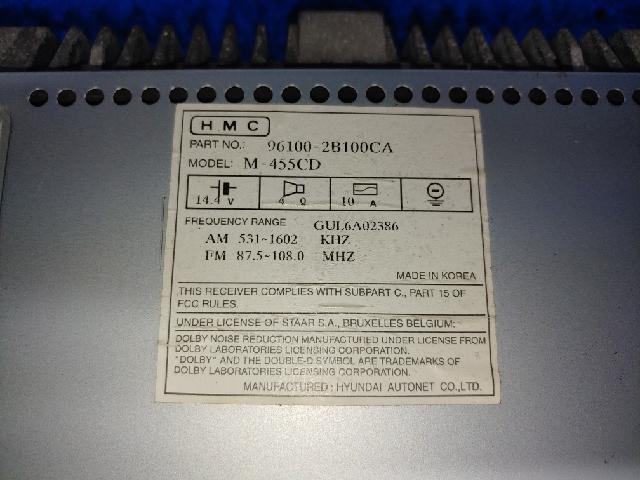 HMC
PART NO.: 96100-2B100CA
MODEL: M-455CD
14.4 V 4 Ω 10 A
FREQUENCY RANGE GUL6A02386
AM 531~1602 KHZ
FM 87.5~108.0 MHZ
MADE IN KOREA
THIS RECEIVER COMPLIES WITH SUBPART C., PART 15 OF
FCC RULES.
UNDER LICENSE OF STAAR S.A., BRUXELLES BELGIUM:
DOLBY NOISE REDUCTION MANUFACTURED UNDER LICENSE FROM
DOLBY LABORATORIES LICENSING CORPORATION.
"DOLBY" AND THE DOUBLE-D SYMBOL ARE TRADEMARKS OF
DOLBY LABORATORIES LICENSING CORPORATION.
MANUFACTURED : HYUNDAI AUTONET CO.,LTD.